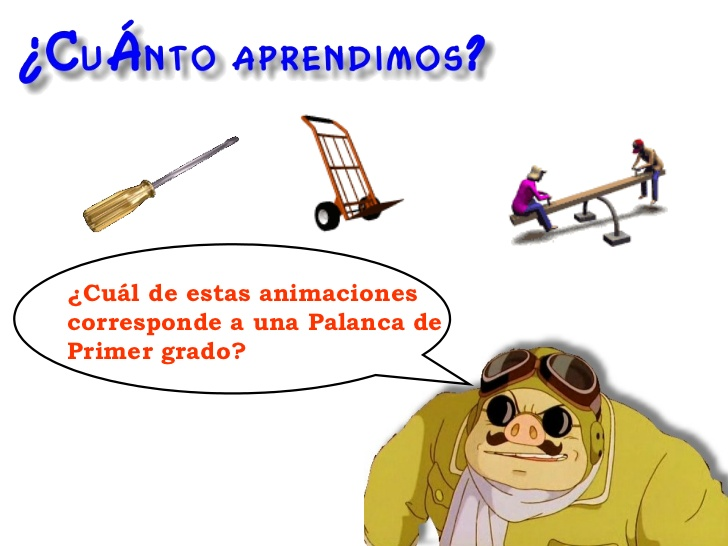 ¿CuÁnto aprendimos?
¿Cuál de estas animaciones
corresponde a una Palanca de
Primer grado?